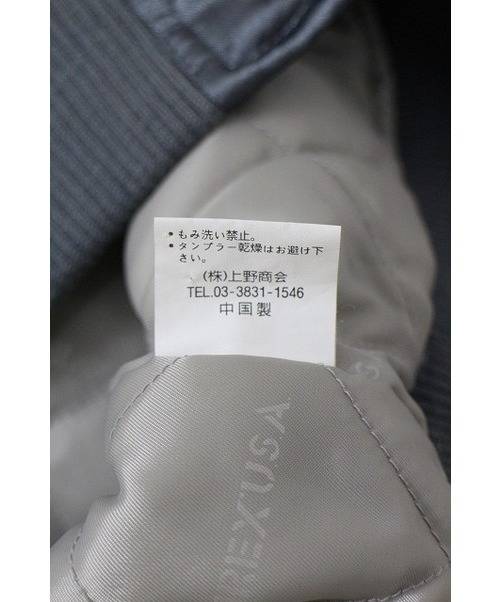 • もみ洗い禁止。
• タンブラー乾燥はお避け下
さい。
(株)上野商会
TEL.03-3831-1546
中国製
REXUSA
S